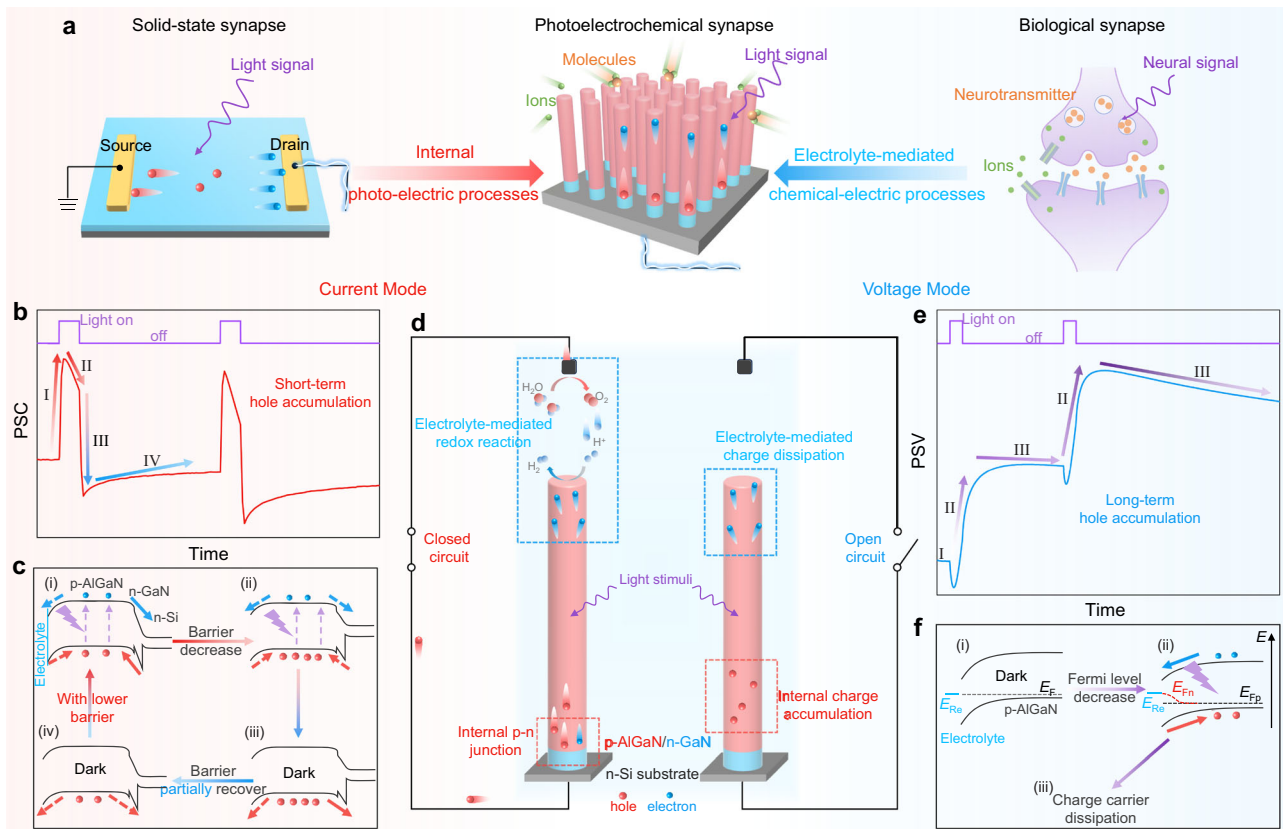 a
Solid-state synapse
Photoelectrochemical synapse
Biological synapse
Light signal
Molecules
Light signal
Neural signal
Neurotransmitter
Ions
Source
Drain
Internal
photo-electric processes
Electrolyte-mediated
chemical-electric processes
Ions
Current Mode
Voltage Mode
b
Light on
off
I
II
III
IV
Short-term
hole accumulation
PSC
Time
d
H2O
O2
H+
H2
Electrolyte-mediated
redox reaction
Electrolyte-mediated
charge dissipation
Closed
circuit
Open
circuit
Light stimuli
Internal charge
accumulation
Internal p-n
junction
p-AlGaN/n-GaN
n-Si substrate
hole
electron
e
Light on
off
I
II
III
II
III
Long-term
hole accumulation
PSV
Time
c
(i)
p-AlGaN
n-GaN
n-Si
Electrolyte
Barrier
decrease
(ii)
With lower
barrier
(iv)
Dark
Barrier
partially recover
(iii)
Dark
f
(i)
Dark
EF
ERe
p-AlGaN
Electrolyte
Fermi level
decrease
(ii)
E
EFn
ERe
EFp
(iii)
Charge carrier
dissipation